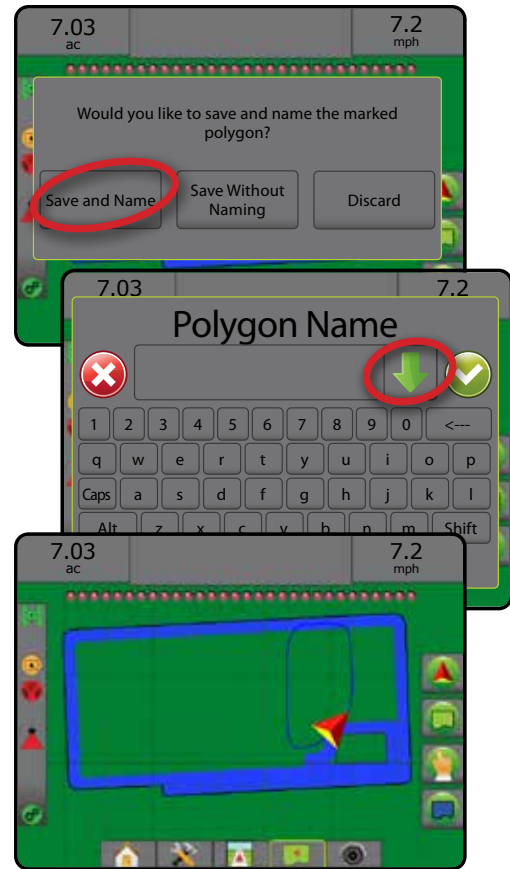 7.03 7.2
ac mph
Would you like to save and name the marked
polygon?
Save and Name
Save Without
Naming
Discard
7.03 7.2
Polygon Name
1 2 3 4 5 6 7 8 9 0 <---
q w e r t y u i o p
Caps a s d f g h j k l
Alt z x c v b n m Shift
7.03 7.2
ac mph